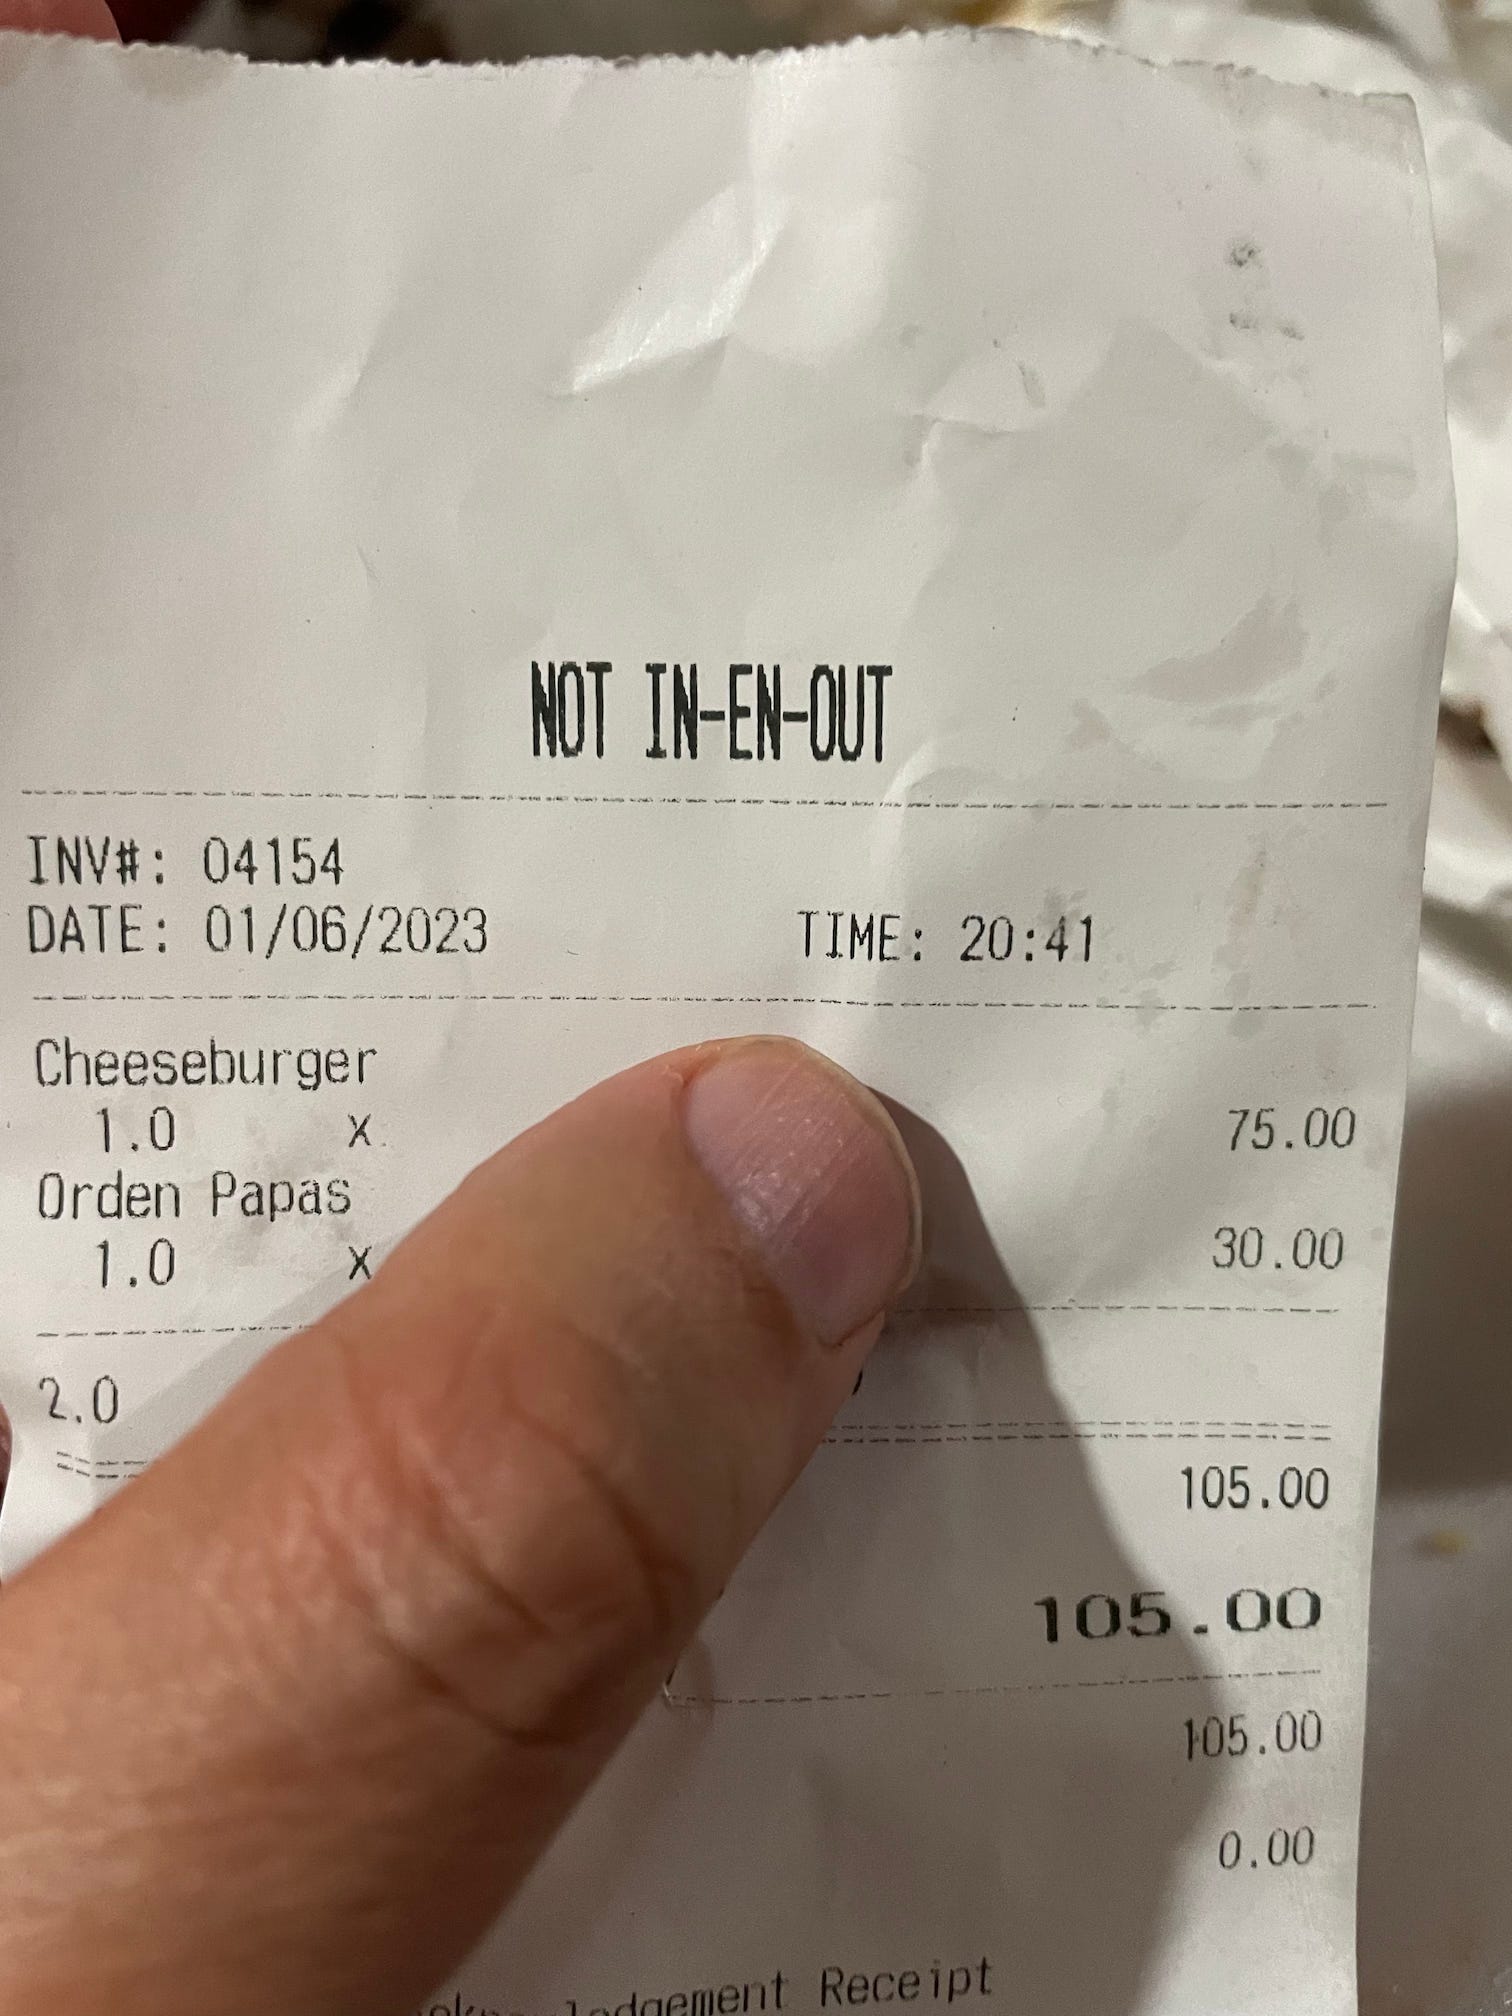 NOT IN-EN-OUT
INV#: 04154
DATE: 01/06/2023 TIME: 20:41
Cheeseburger
1.0 x 75.00
Orden Papas
1.0 x 30.00
2.0
105.00
105.00
105.00
0.00
Receipt